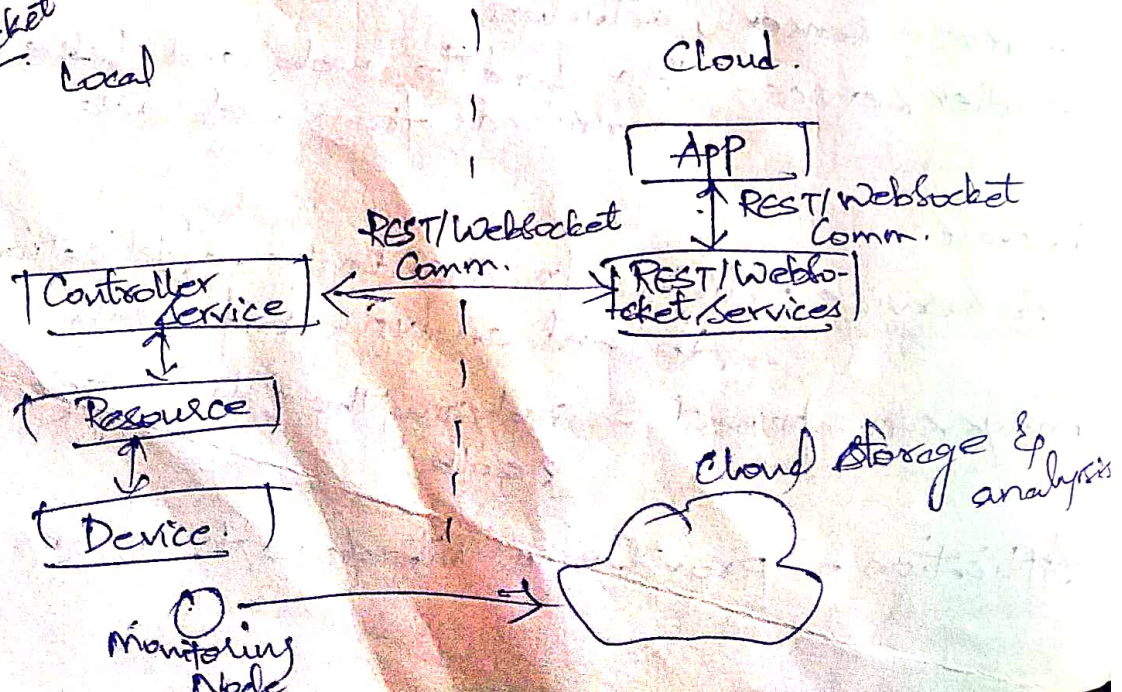 Local
Cloud.
App
REST/Websocket
Comm.
REST/Websocket
Comm.
Controller
Service
REST/Webso-
cket Services
Resource
Cloud storage &
analysis
Device.
Monitoring
Node